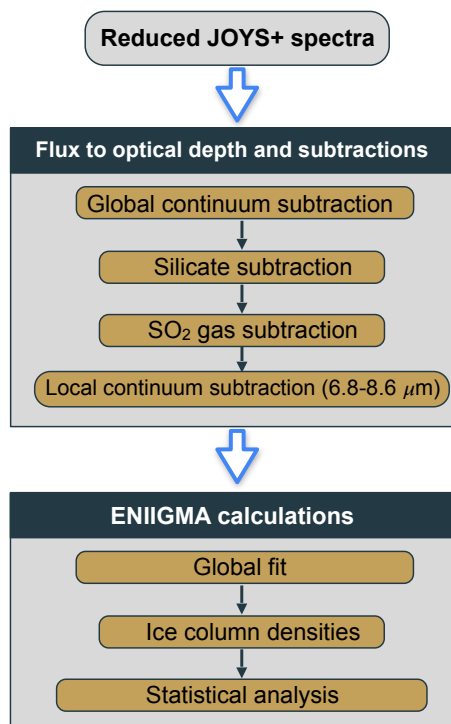 Reduced JOYS+ spectra
Flux to optical depth and subtractions
Global continuum subtraction
Silicate subtraction
SO₂ gas subtraction
Local continuum subtraction (6.8-8.6 μm)
ENIIGMA calculations
Global fit
Ice column densities
Statistical analysis